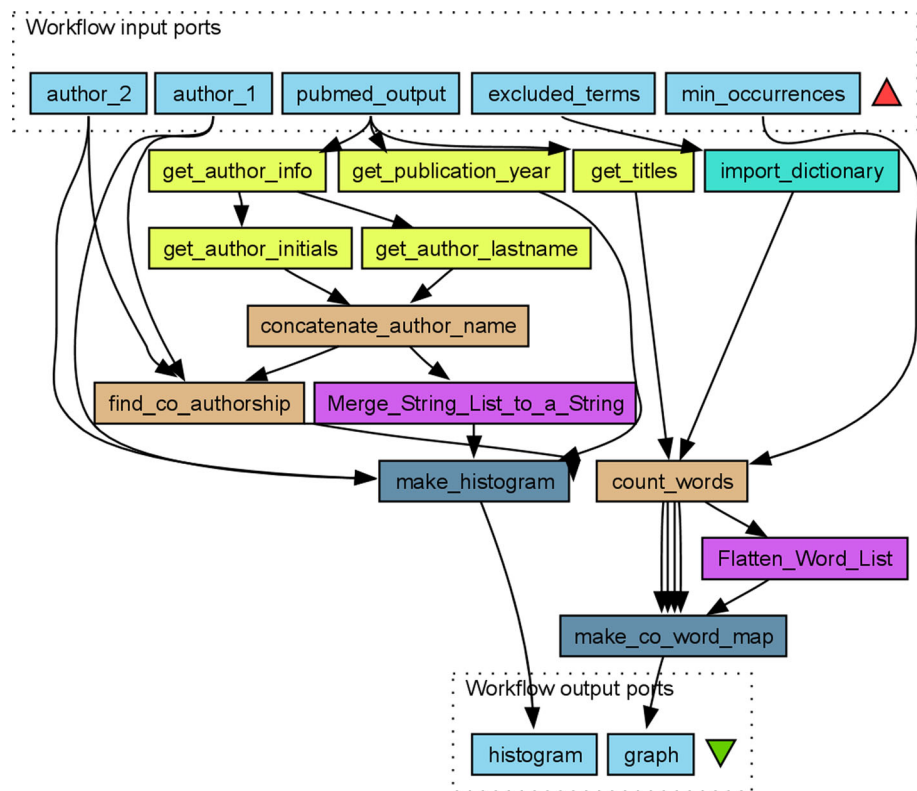 Workflow input ports
author_2
author_1
pubmed_output
excluded_terms
min_occurrences
get_author_info
get_publication_year
get_titles
import_dictionary
get_author_initials
get_author_lastname
concatenate_author_name
find_co_authorship
Merge_String_List_to_a_String
make_histogram
count_words
Flatten_Word_List
make_co_word_map
Workflow output ports
histogram
graph